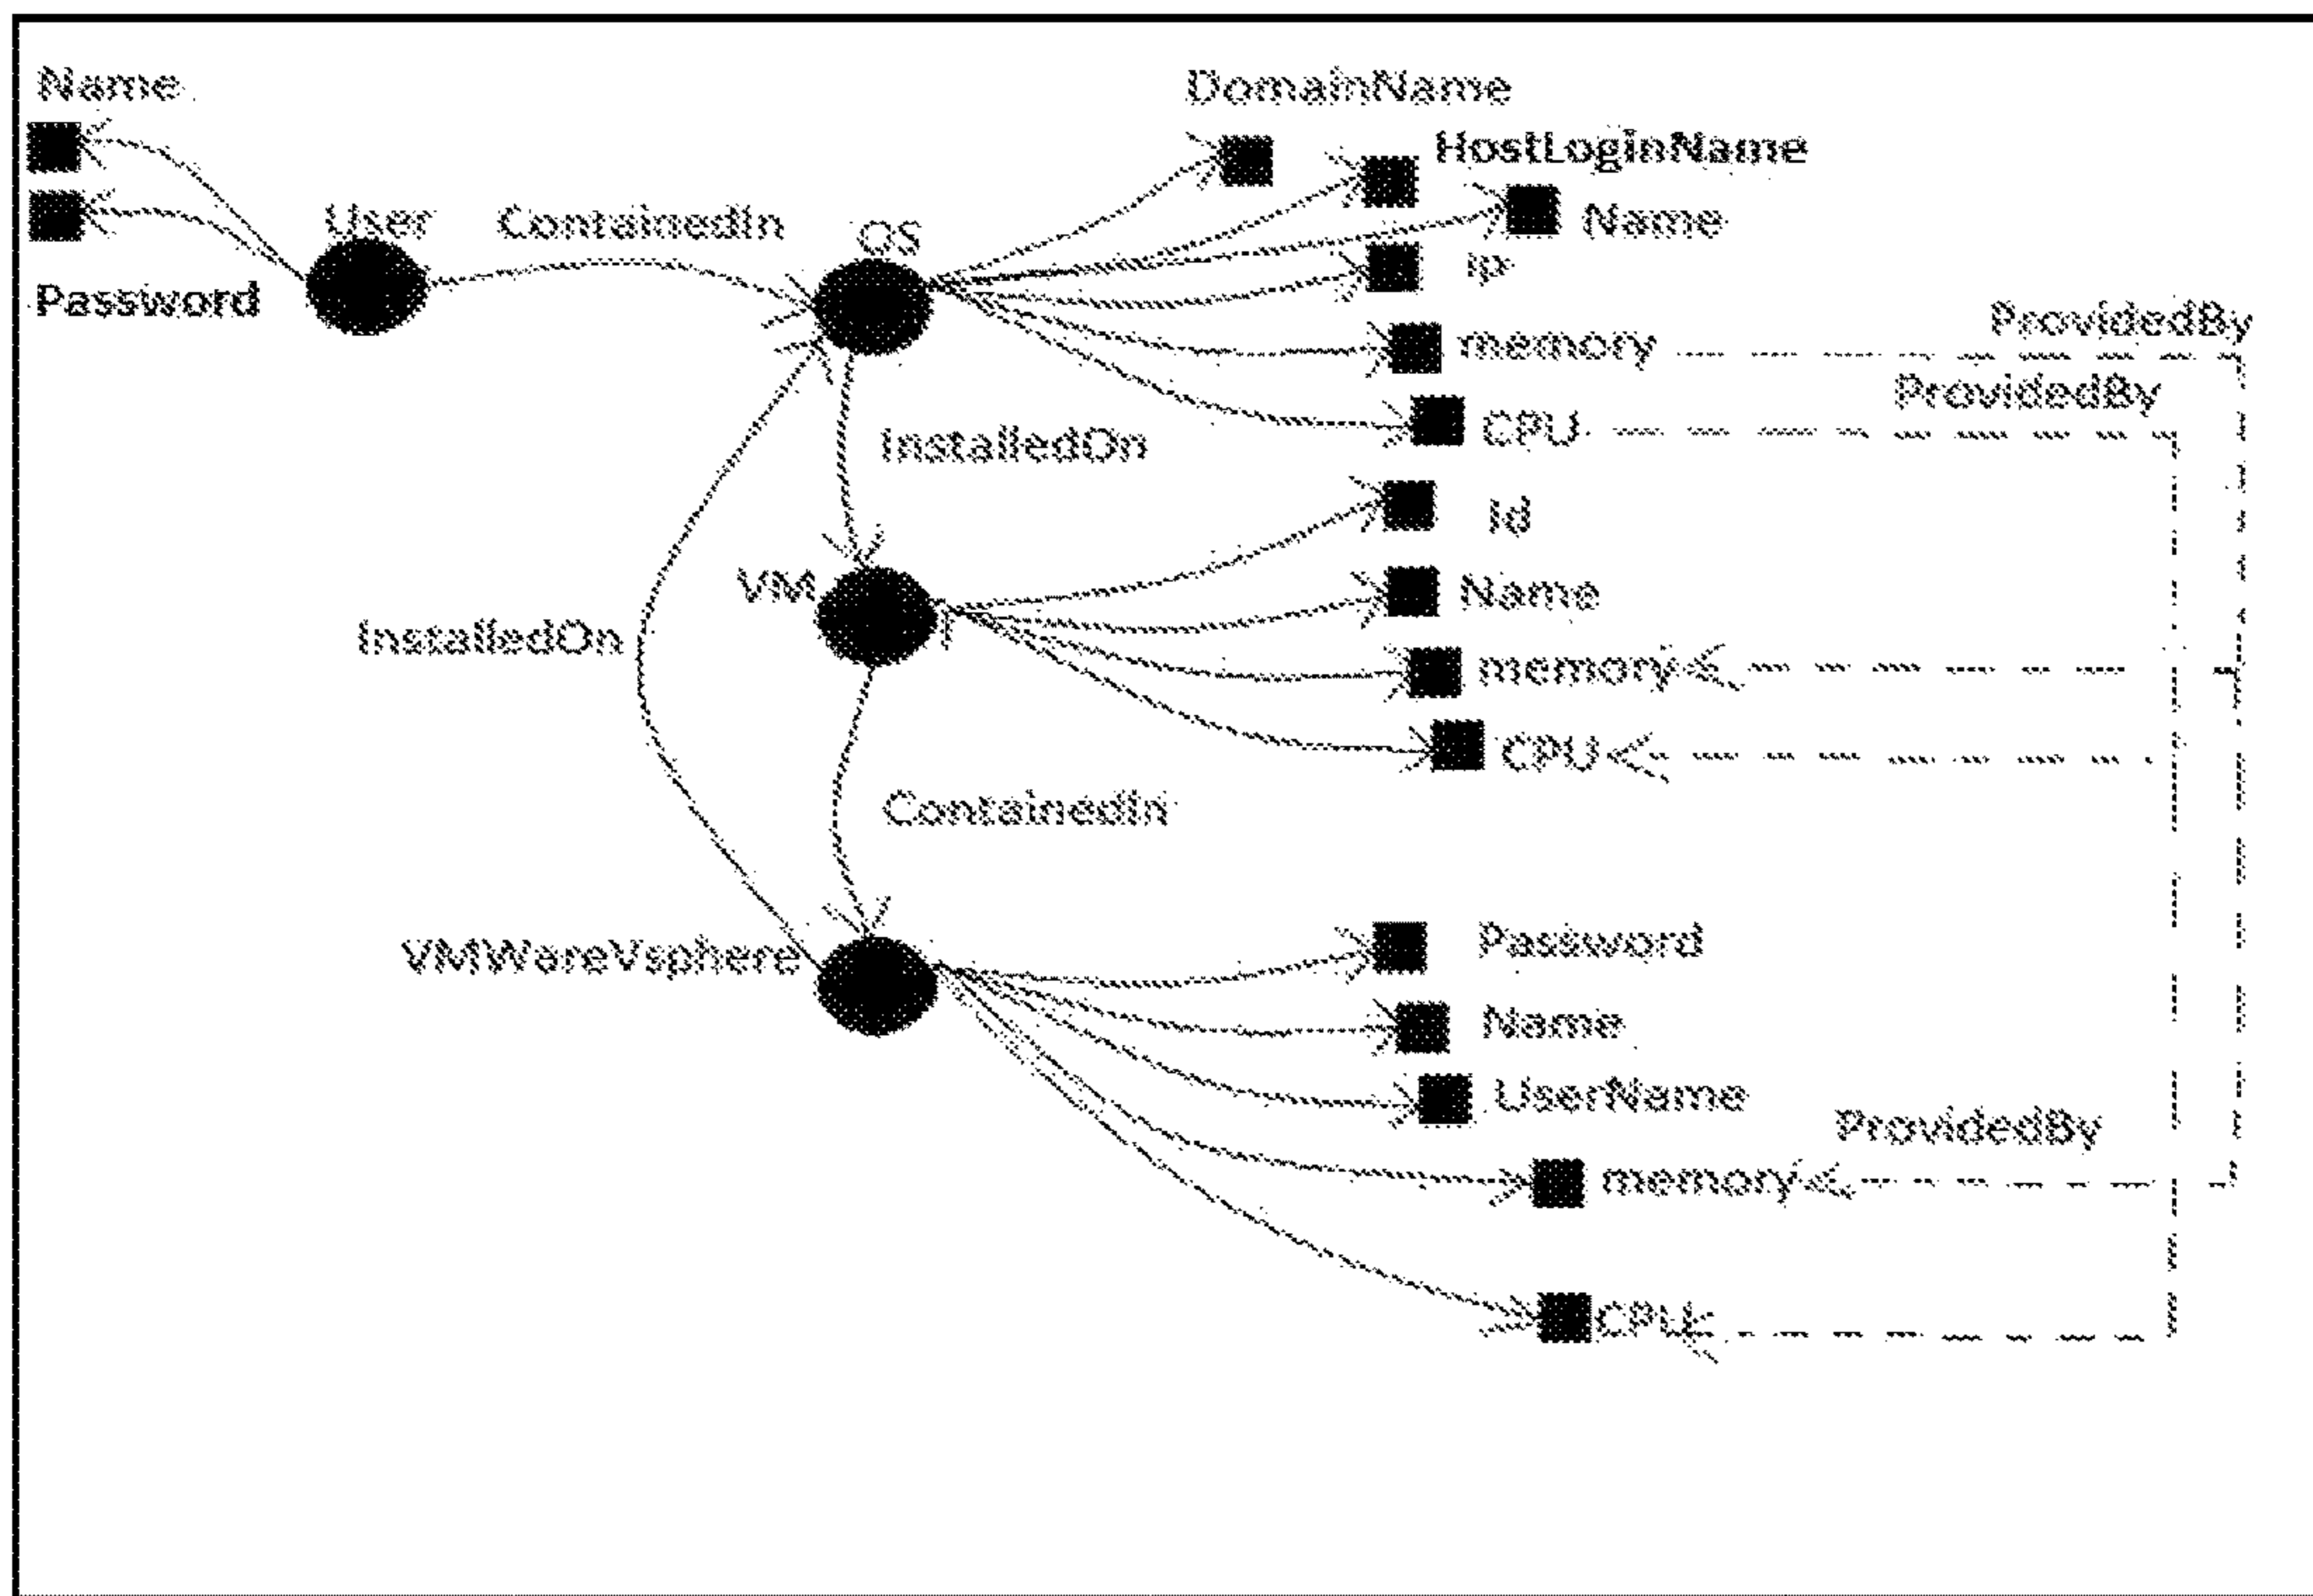 Name
DomainName
HostLoginName
User
ContainedIn
OS
Name
ip
Password
ProvidedBy
memory
ProvidedBy
CPU
InstalledOn
Id
VM
Name
InstalledOn
memory
CPU
ContainedIn
VMWareVsphere
Password
Name
UserName
ProvidedBy
memory
CPU